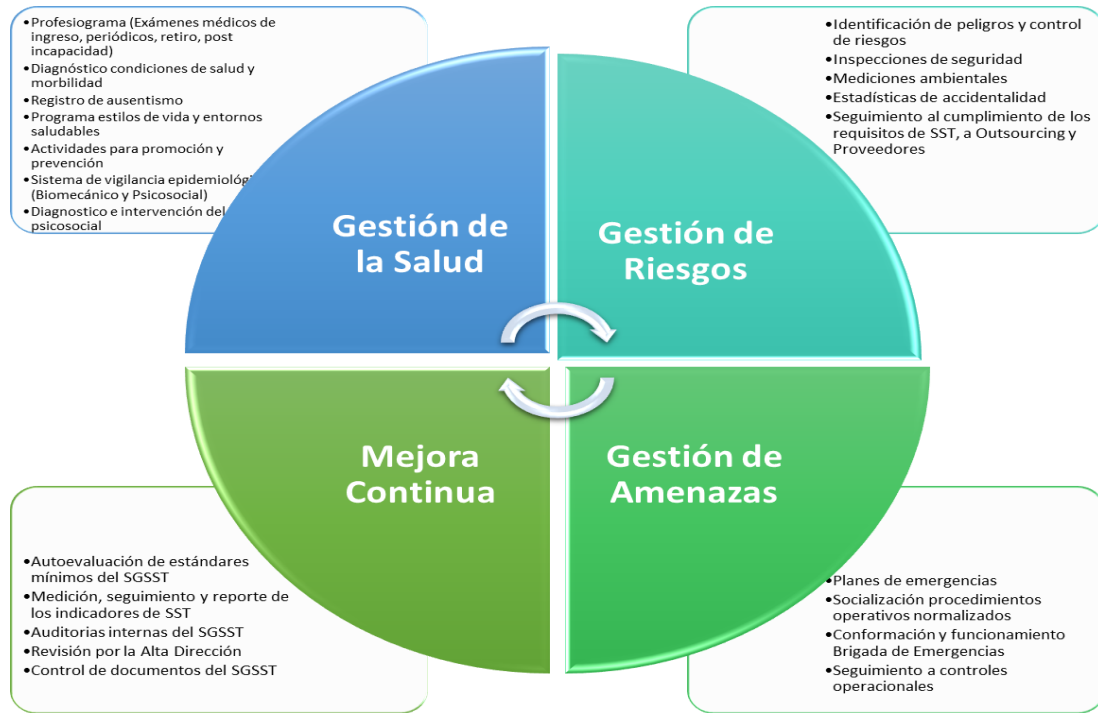 •Profesiograma (Exámenes médicos de
ingreso, periódicos, retiro, post
incapacidad)
•Diagnóstico condiciones de salud y
morbilidad
•Registro de ausentismo
•Programa estilos de vida y entornos
saludables
•Actividades para promoción y
prevención
•Sistema de vigilancia epidemiológi
(Biomecánico y Psicosocial)
•Diagnostico e intervención del
psicosocial
•Identificación de peligros y control
de riesgos
•Inspecciones de seguridad
•Mediciones ambientales
•Estadísticas de accidentalidad
•Seguimiento al cumplimiento de los
requisitos de SST, a Outsourcing y
Proveedores
Gestión de
la Salud
Gestión de
Riesgos
Mejora
Continua
Gestión de
Amenazas
•Autoevaluación de estándares
mínimos del SGSST
•Medición, seguimiento y reporte de
los indicadores de SST
•Auditorias internas del SGSST
•Revisión por la Alta Dirección
•Control de documentos del SGSST
•Planes de emergencias
•Socialización procedimientos
operativos normalizados
•Conformación y funcionamiento
Brigada de Emergencias
•Seguimiento a controles
operacionales